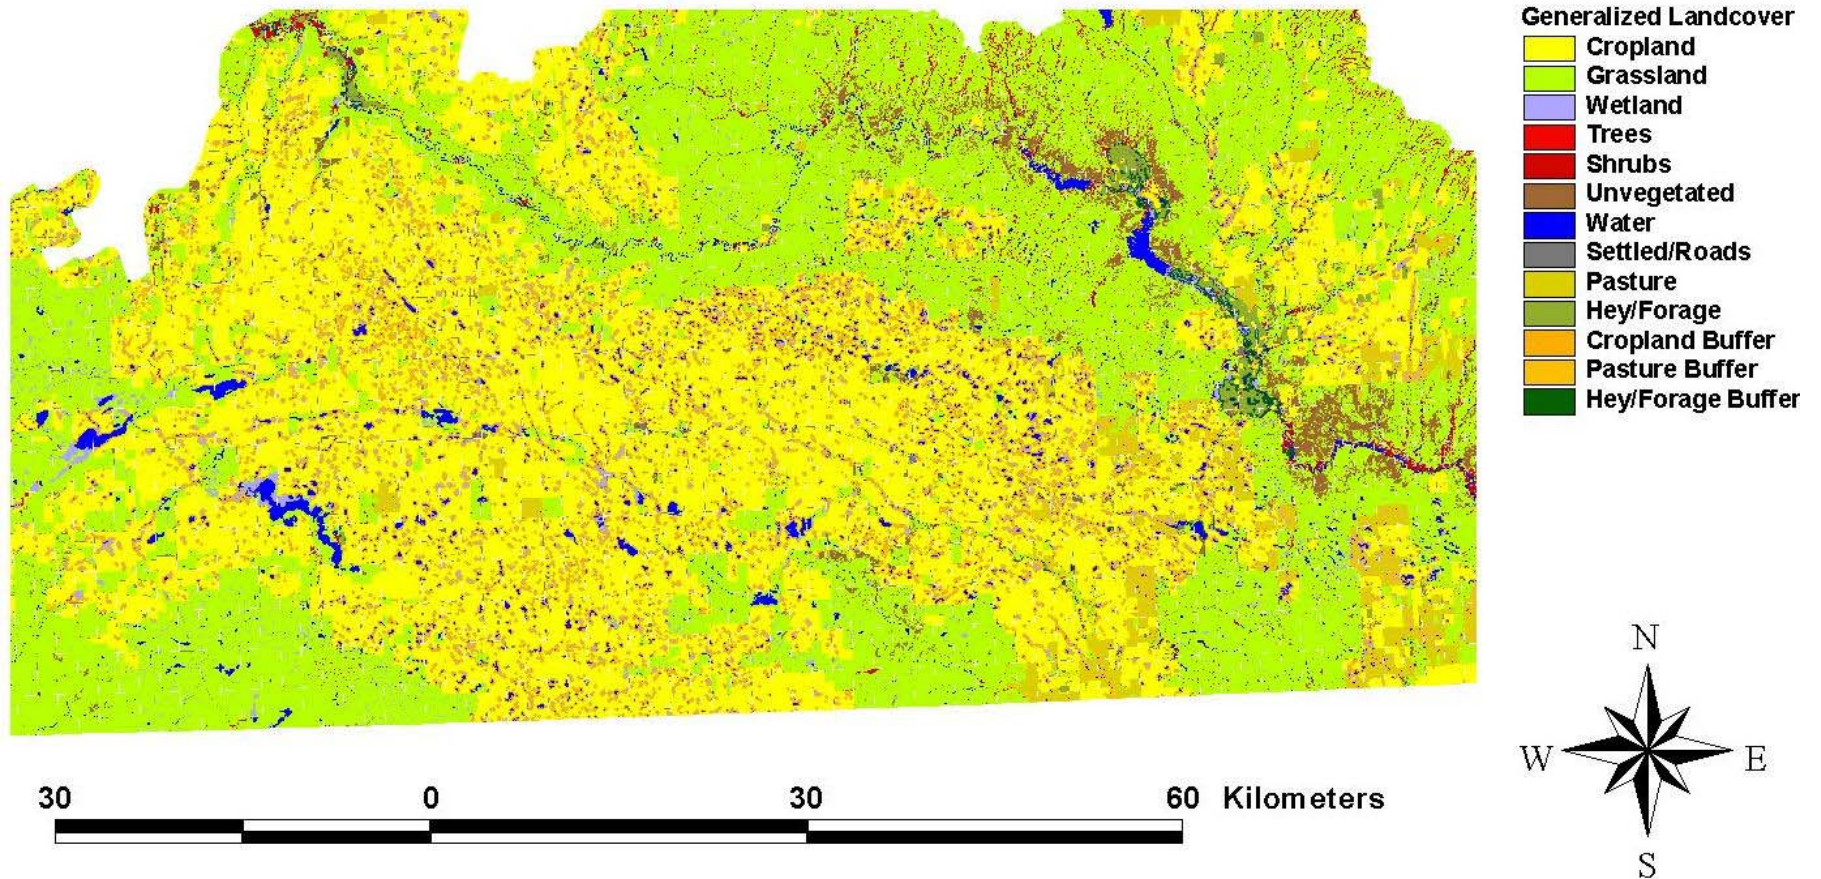 Generalized Landcover
Cropland
Grassland
Wetland
Trees
Shrubs
Unvegetated
Water
Settled/Roads
Pasture
Hey/Forage
Cropland Buffer
Pasture Buffer
Hey/Forage Buffer
N
W E
S
30 0 30 60 Kilometers